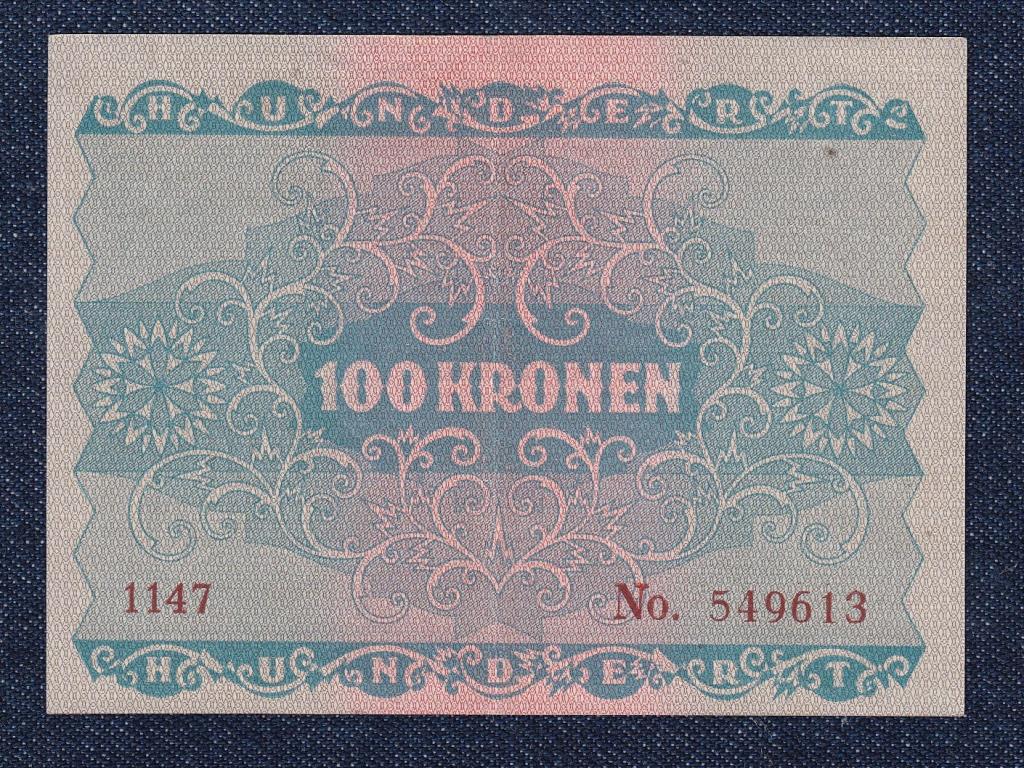 HUNDERT
100 KRONEN
1147 No. 549613
HUNDERT